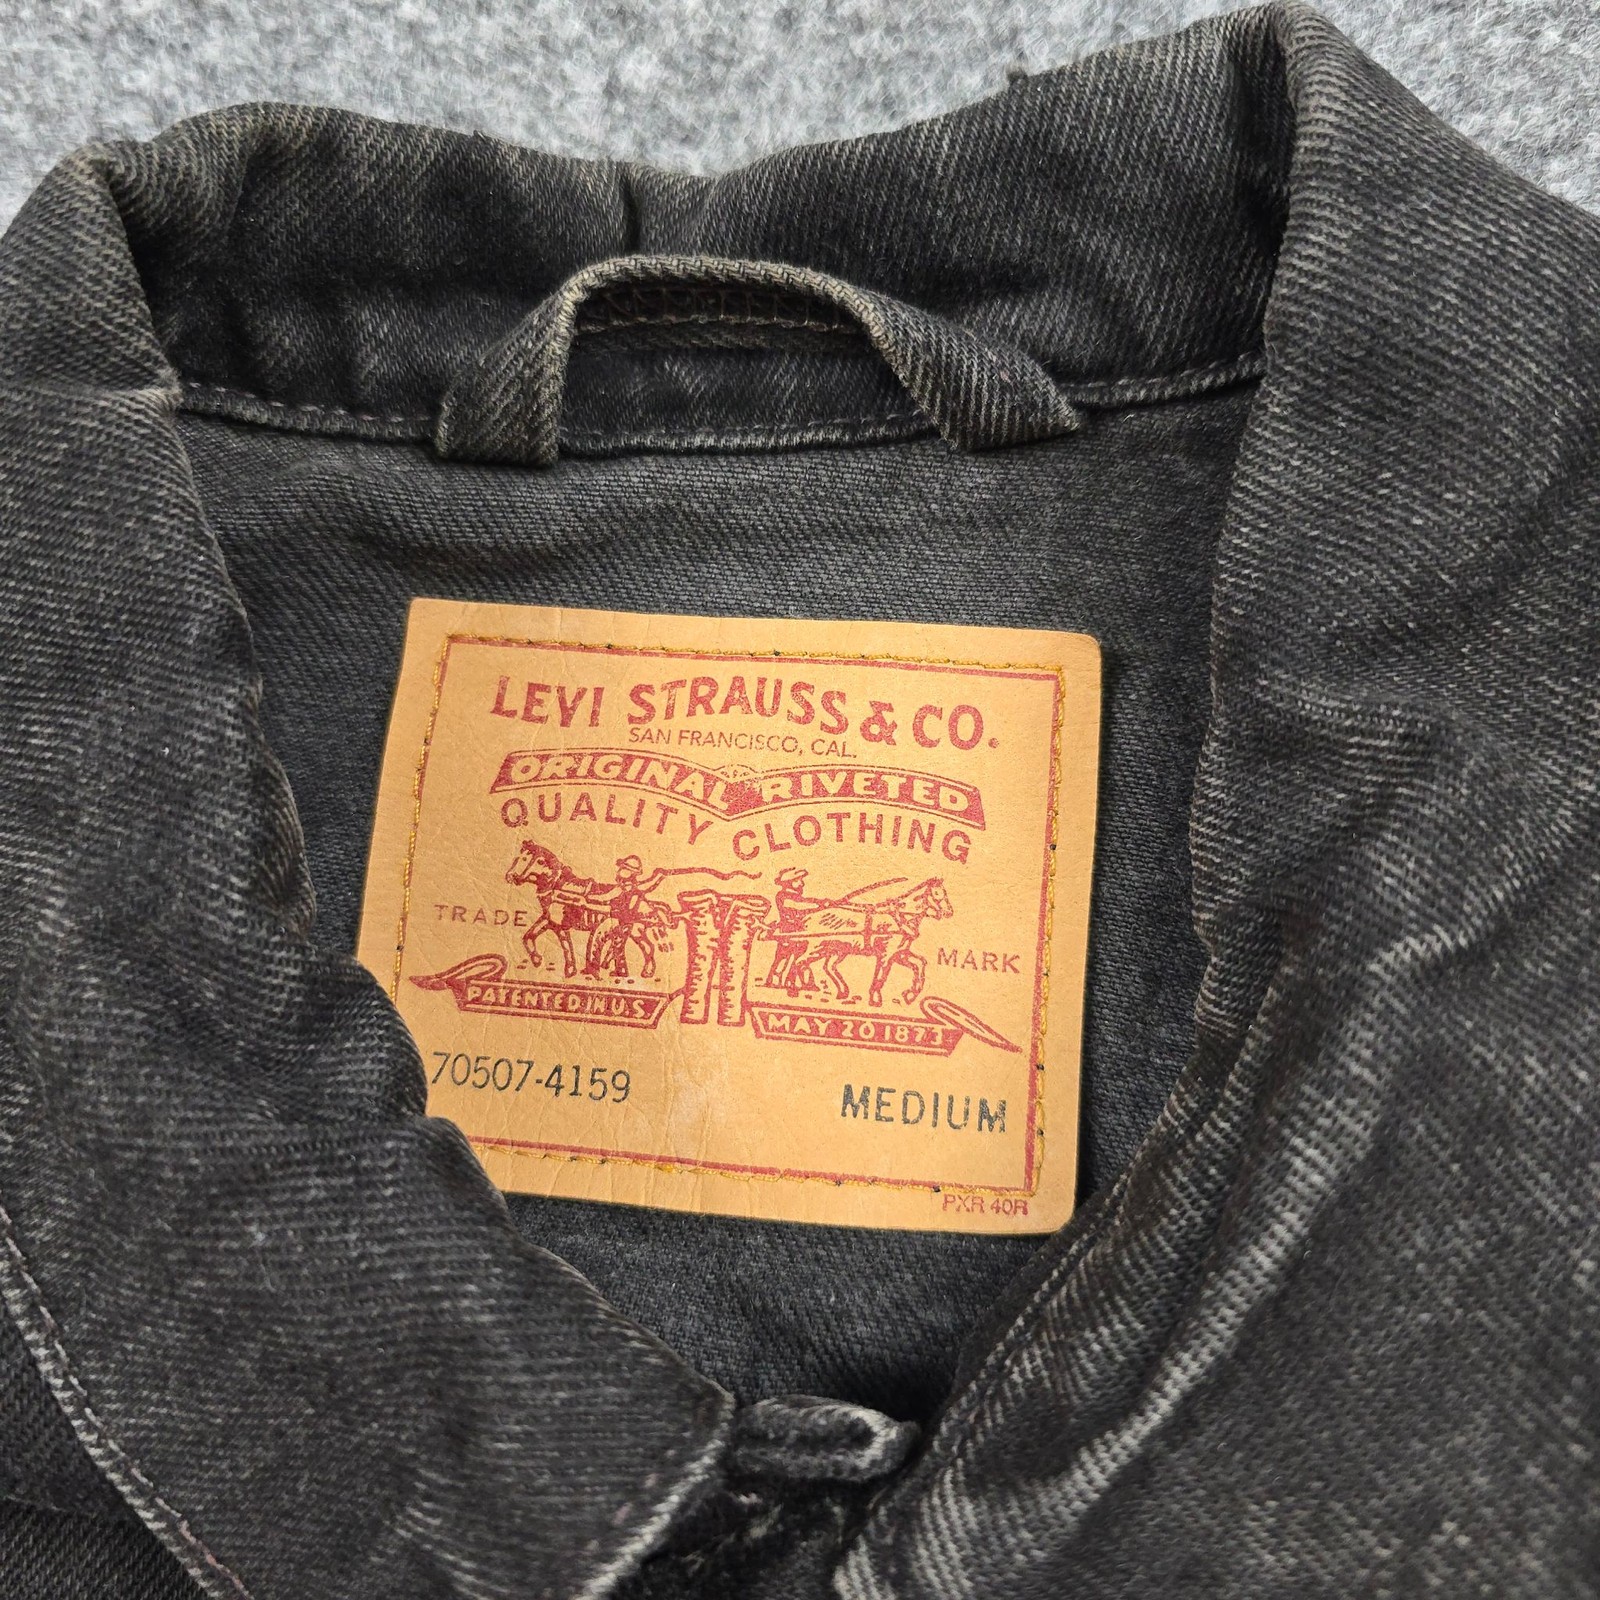 LEVI STRAUSS & CO.
SAN FRANCISCO, CAL.
ORIGINAL RIVETED
QUALITY CLOTHING
TRADE MARK
PATENTED IN U.S
MAY 20 1873
70507-4159
MEDIUM
PXR 40R